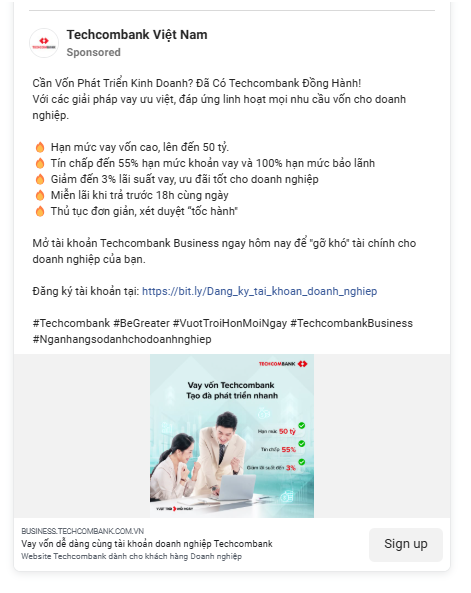 Techcombank Việt Nam
TECHCOMBANK
Sponsored
Cần Vốn Phát Triển Kinh Doanh? Đã Có Techcombank Đồng Hành!
Với các giải pháp vay ưu việt, đáp ứng linh hoạt mọi nhu cầu vốn cho doanh
nghiệp.
🔥 Hạn mức vay vốn cao, lên đến 50 tỷ.
🔥 Tín chấp đến 55% hạn mức khoản vay và 100% hạn mức bảo lãnh
🔥 Giảm đến 3% lãi suất vay, ưu đãi tốt cho doanh nghiệp
🔥 Miễn lãi khi trả trước 18h cùng ngày
🔥 Thủ tục đơn giản, xét duyệt “tốc hành"
Mở tài khoản Techcombank Business ngay hôm nay để "gỡ khó" tài chính cho
doanh nghiệp của bạn.
Đăng ký tài khoản tại: https://bit.ly/Dang_ky_tai_khoan_doanh_nghiep
#Techcombank #BeGreater #VuotTroiHonMoiNgay #TechcombankBusiness
#Nganhangsodanhchodoanhnghiep
TECHCOMBANK
Vay vốn Techcombank
Tạo đà phát triển nhanh
Hạn mức 50 tỷ
Tín chấp 55%
Giảm lãi suất đến 3%
VƯỢT TRỘI HƠN MỖI NGÀY
BUSINESS.TECHCOMBANK.COM.VN
Vay vốn dễ dàng cùng tài khoản doanh nghiệp Techcombank
Website Techcombank dành cho khách hàng Doanh nghiệp
Sign up